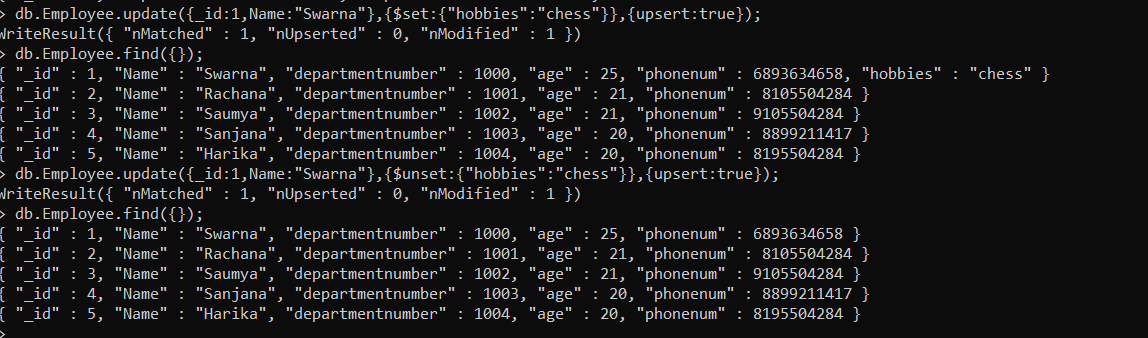 > db.Employee.update({_id:1,Name:"Swarna"},{$set:{"hobbies":"chess"}},{upsert:true});
WriteResult({ "nMatched" : 1, "nUpserted" : 0, "nModified" : 1 })
> db.Employee.find({});
{ "_id" : 1, "Name" : "Swarna", "departmentnumber" : 1000, "age" : 25, "phonenum" : 6893634658, "hobbies" : "chess" }
{ "_id" : 2, "Name" : "Rachana", "departmentnumber" : 1001, "age" : 21, "phonenum" : 8105504284 }
{ "_id" : 3, "Name" : "Saumya", "departmentnumber" : 1002, "age" : 21, "phonenum" : 9105504284 }
{ "_id" : 4, "Name" : "Sanjana", "departmentnumber" : 1003, "age" : 20, "phonenum" : 8899211417 }
{ "_id" : 5, "Name" : "Harika", "departmentnumber" : 1004, "age" : 20, "phonenum" : 8195504284 }
> db.Employee.update({_id:1,Name:"Swarna"},{$unset:{"hobbies":"chess"}},{upsert:true});
WriteResult({ "nMatched" : 1, "nUpserted" : 0, "nModified" : 1 })
> db.Employee.find({});
{ "_id" : 1, "Name" : "Swarna", "departmentnumber" : 1000, "age" : 25, "phonenum" : 6893634658 }
{ "_id" : 2, "Name" : "Rachana", "departmentnumber" : 1001, "age" : 21, "phonenum" : 8105504284 }
{ "_id" : 3, "Name" : "Saumya", "departmentnumber" : 1002, "age" : 21, "phonenum" : 9105504284 }
{ "_id" : 4, "Name" : "Sanjana", "departmentnumber" : 1003, "age" : 20, "phonenum" : 8899211417 }
{ "_id" : 5, "Name" : "Harika", "departmentnumber" : 1004, "age" : 20, "phonenum" : 8195504284 }
>